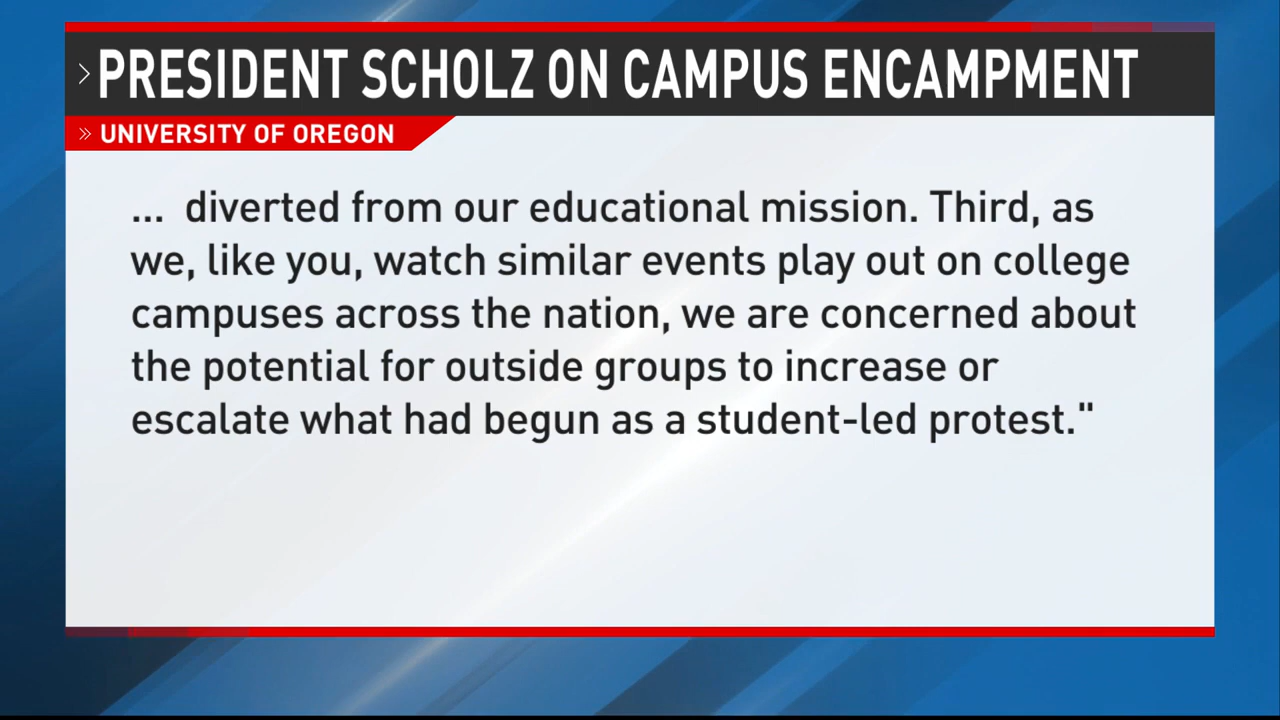 PRESIDENT SCHOLZ ON CAMPUS ENCAMPMENT
UNIVERSITY OF OREGON
... diverted from our educational mission. Third, as
we, like you, watch similar events play out on college
campuses across the nation, we are concerned about
the potential for outside groups to increase or
escalate what had begun as a student-led protest."